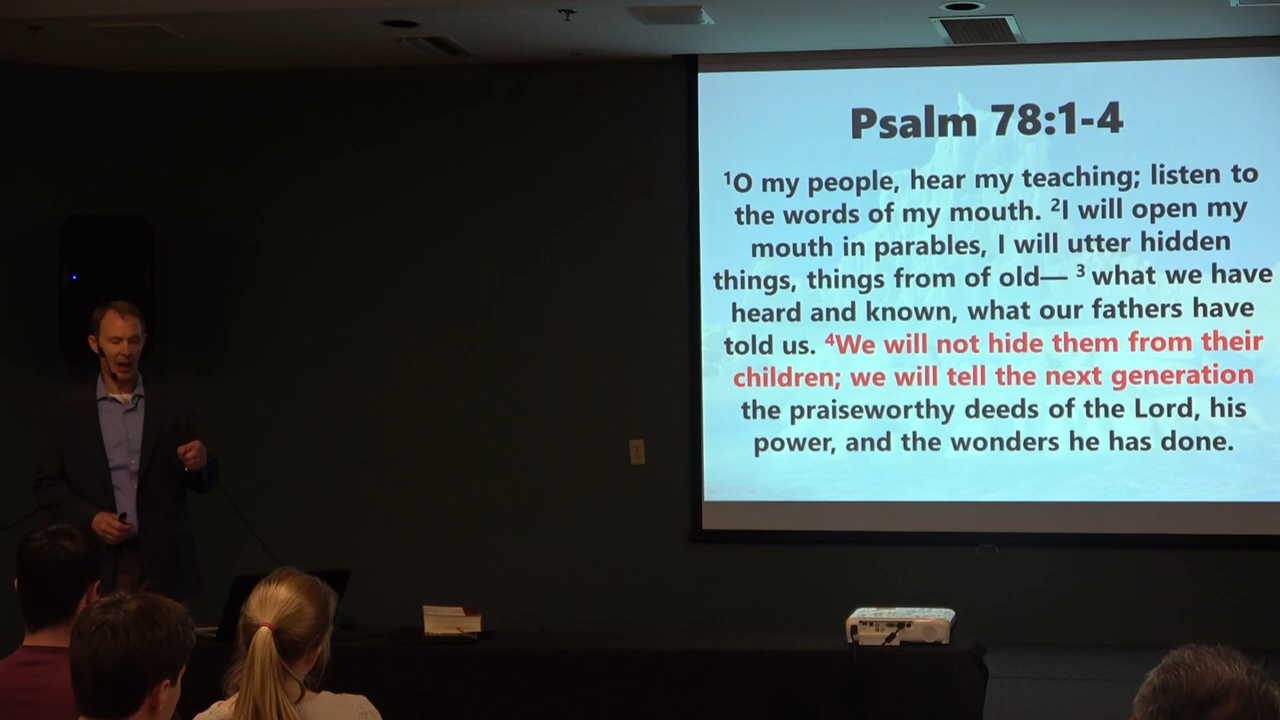 Psalm 78:1-4
¹O my people, hear my teaching; listen to
the words of my mouth. ²I will open my
mouth in parables, I will utter hidden
things, things from of old— ³ what we have
heard and known, what our fathers have
told us. ⁴We will not hide them from their
children; we will tell the next generation
the praiseworthy deeds of the Lord, his
power, and the wonders he has done.